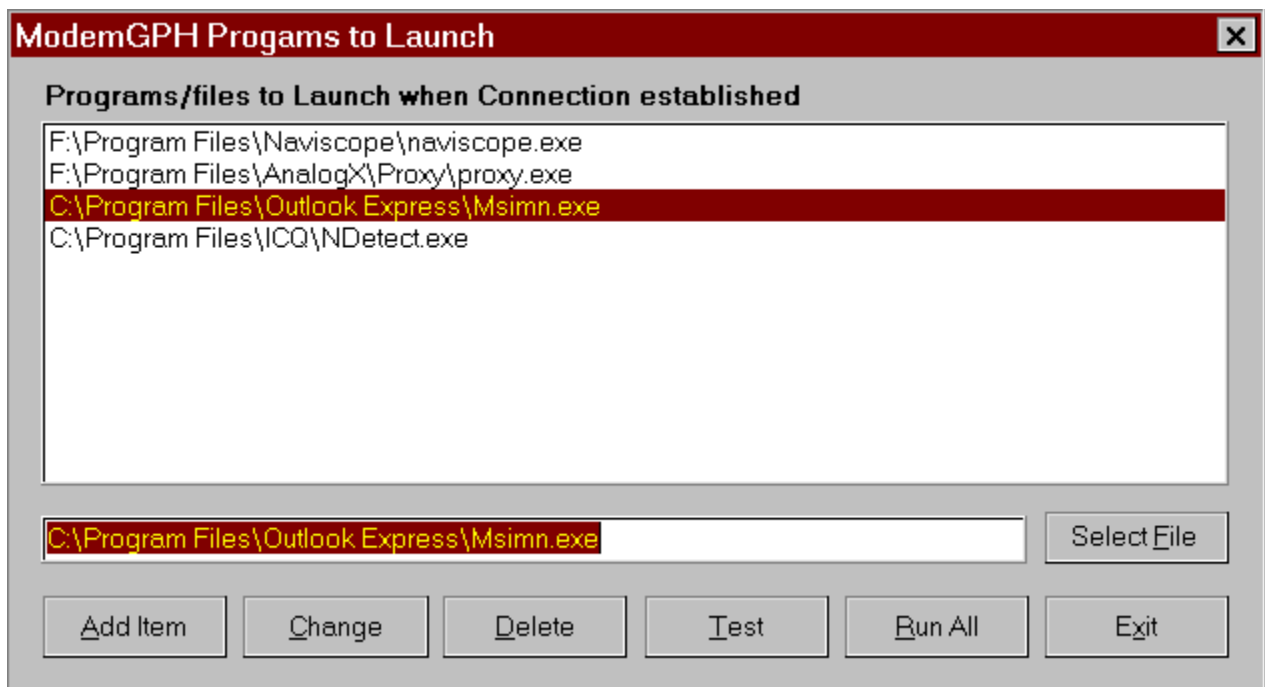 ModemGPH Progams to Launch
Programs/files to Launch when Connection established
F:\Program Files\Naviscope\naviscope.exe
F:\Program Files\AnalogX\Proxy\proxy.exe
C:\Program Files\Outlook Express\Msimn.exe
C:\Program Files\ICQ\NDetect.exe
C:\Program Files\Outlook Express\Msimn.exe
Select File
Add Item
Change
Delete
Test
Run All
Exit